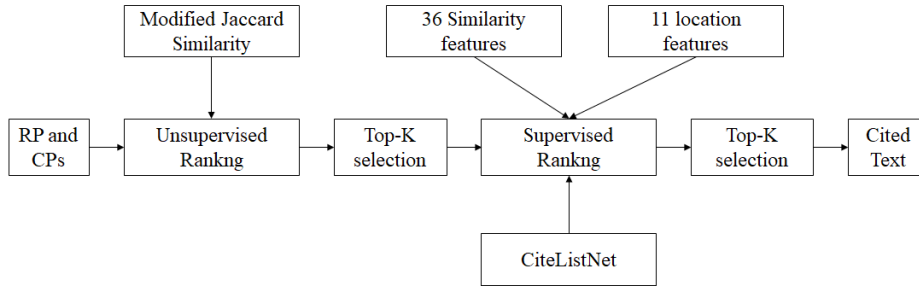 Modified Jaccard
Similarity
36 Similarity
features
11 location
features
RP and
CPs
Unsupervised
Rankng
Top-K
selection
Supervised
Rankng
Top-K
selection
Cited
Text
CiteListNet